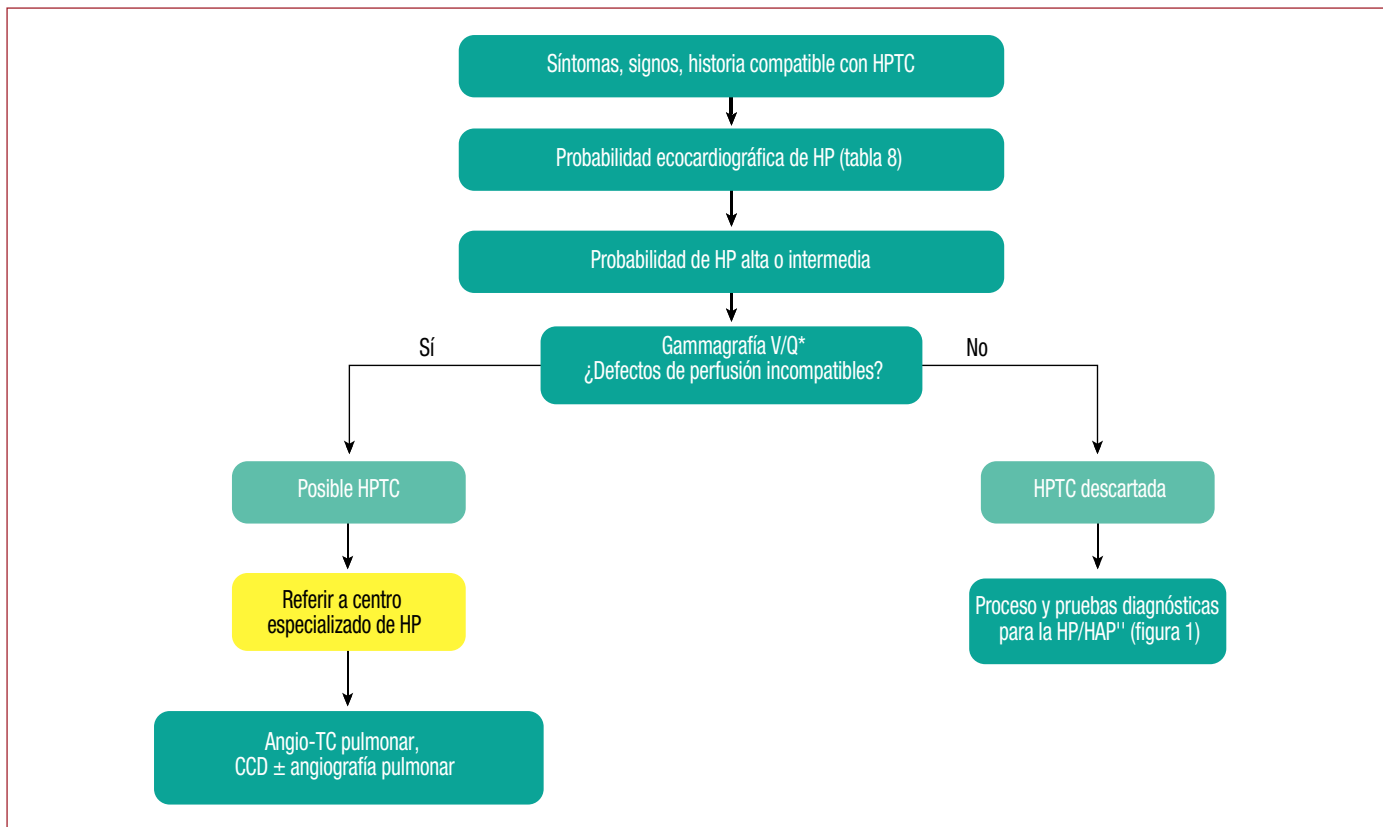 Síntomas, signos, historia compatible con HPTC
Probabilidad ecocardiográfica de HP (tabla 8)
Probabilidad de HP alta o intermedia
Sí
Gammagrafía V/Q*
¿Defectos de perfusión incompatibles?
No
Posible HPTC
HPTC descartada
Referir a centro
especializado de HP
Proceso y pruebas diagnósticas
para la HP/HAP'' (figura 1)
Angio-TC pulmonar,
CCD ± angiografía pulmonar